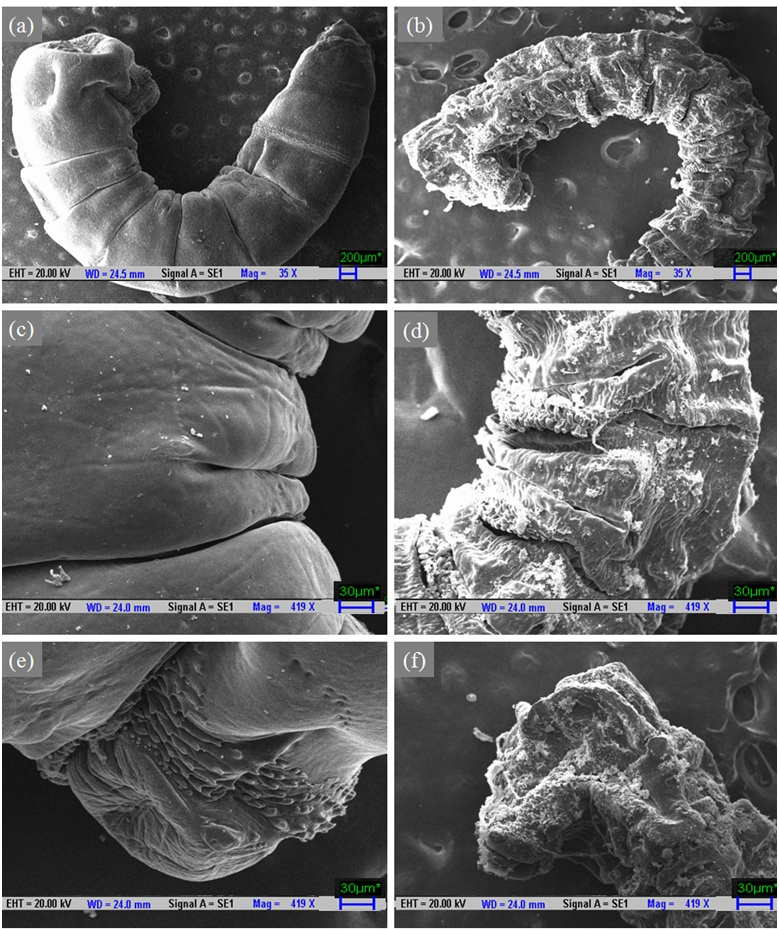 (a)
(b)
200µm*
EHT = 20.00 kV WD = 24.5 mm Signal A = SE1 Mag = 35 X
200µm*
EHT = 20.00 kV WD = 24.5 mm Signal A = SE1 Mag = 35 X
(c)
(d)
30µm*
EHT = 20.00 kV WD = 24.0 mm Signal A = SE1 Mag = 419 X
30µm*
EHT = 20.00 kV WD = 24.0 mm Signal A = SE1 Mag = 419 X
(e)
(f)
30µm*
EHT = 20.00 kV WD = 24.0 mm Signal A = SE1 Mag = 419 X
30µm*
EHT = 20.00 kV WD = 24.0 mm Signal A = SE1 Mag = 419 X